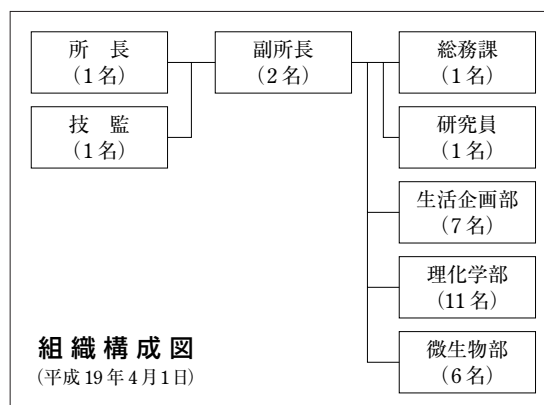 所 長
(1名)
副所長
(2名)
総務課
(1名)
技 監
(1名)
研究員
(1名)
生活企画部
(7名)
理化学部
(11名)
微生物部
(6名)
組織構成図
(平成19年4月1日)